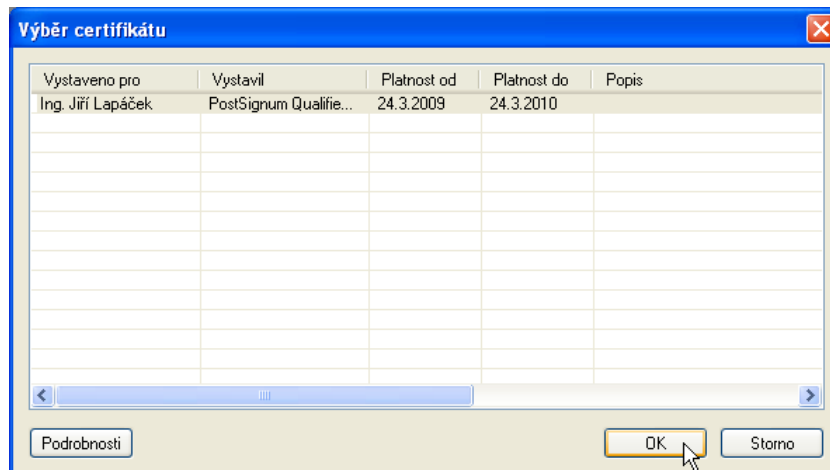 Výběr certifikátu
Vystaveno pro Vystavil Platnost od Platnost do Popis
Ing. Jiří Lapáček PostSignum Qualifie... 24.3.2009 24.3.2010
Podrobnosti OK Storno